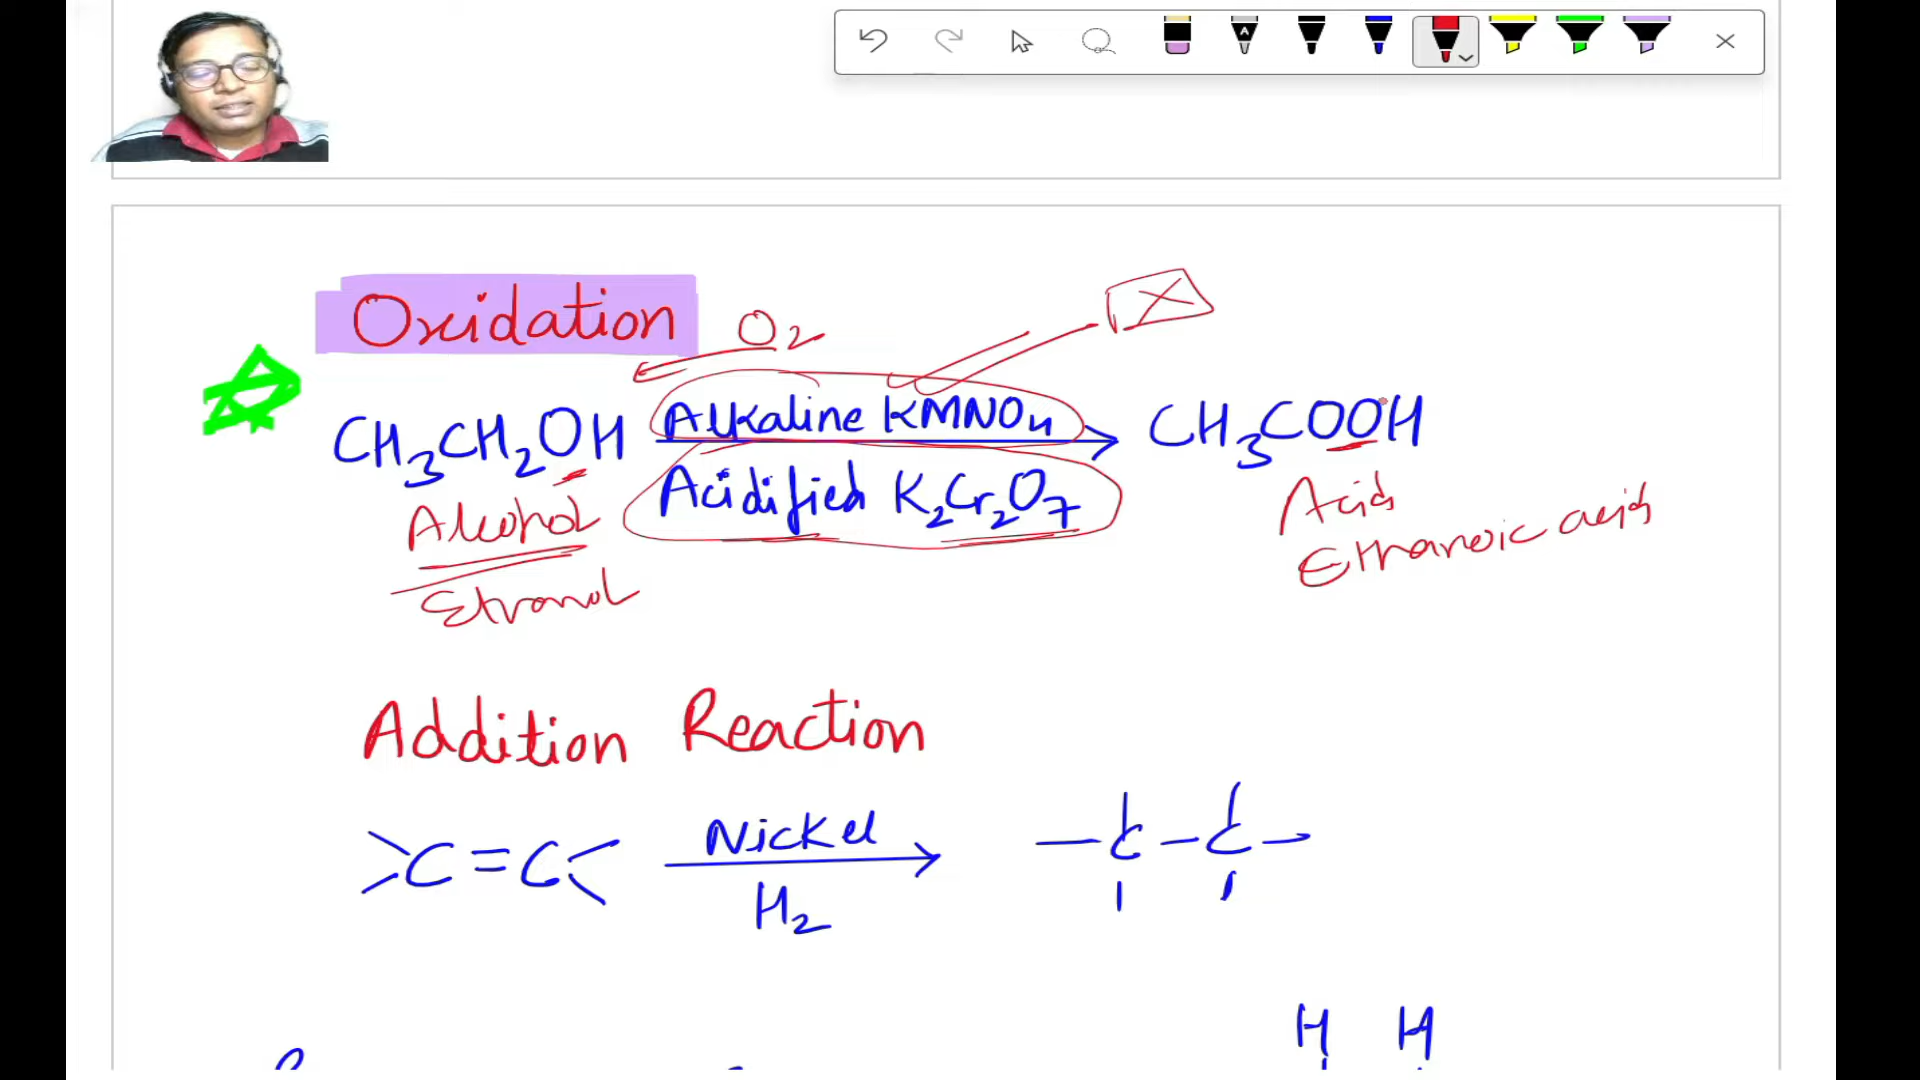 Oxidation
O2
X
CH3CH2OH Alkaline KMNO4 CH3COOH
Acidified K2Cr2O7
Alcohol
Acid
Ethanol
Ethanoic acid
Addition Reaction
>C=C< Nickel -C-C-
H2
H H